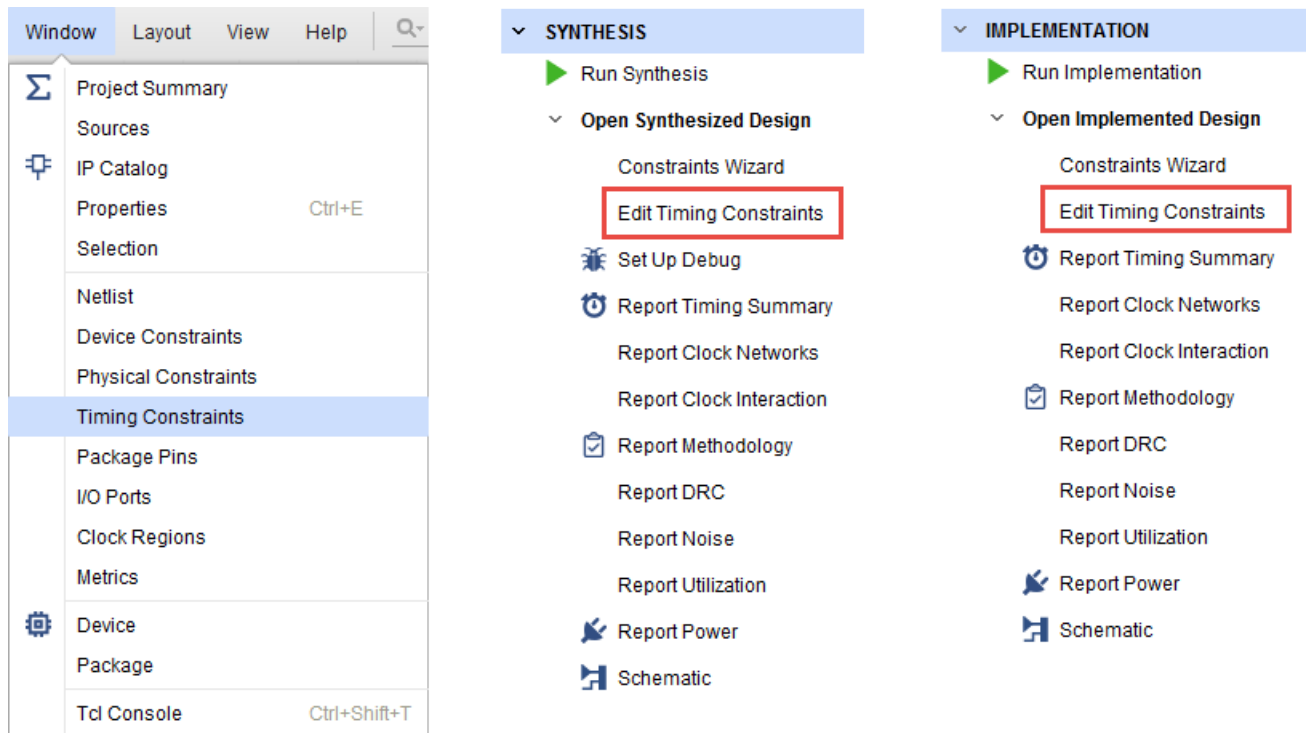 Window Layout View Help
Project Summary
Sources
IP Catalog
Properties Ctrl+E
Selection
Netlist
Device Constraints
Physical Constraints
Timing Constraints
Package Pins
I/O Ports
Clock Regions
Metrics
Device
Package
Tcl Console Ctrl+Shift+T
SYNTHESIS
Run Synthesis
Open Synthesized Design
Constraints Wizard
Edit Timing Constraints
Set Up Debug
Report Timing Summary
Report Clock Networks
Report Clock Interaction
Report Methodology
Report DRC
Report Noise
Report Utilization
Report Power
Schematic
IMPLEMENTATION
Run Implementation
Open Implemented Design
Constraints Wizard
Edit Timing Constraints
Report Timing Summary
Report Clock Networks
Report Clock Interaction
Report Methodology
Report DRC
Report Noise
Report Utilization
Report Power
Schematic